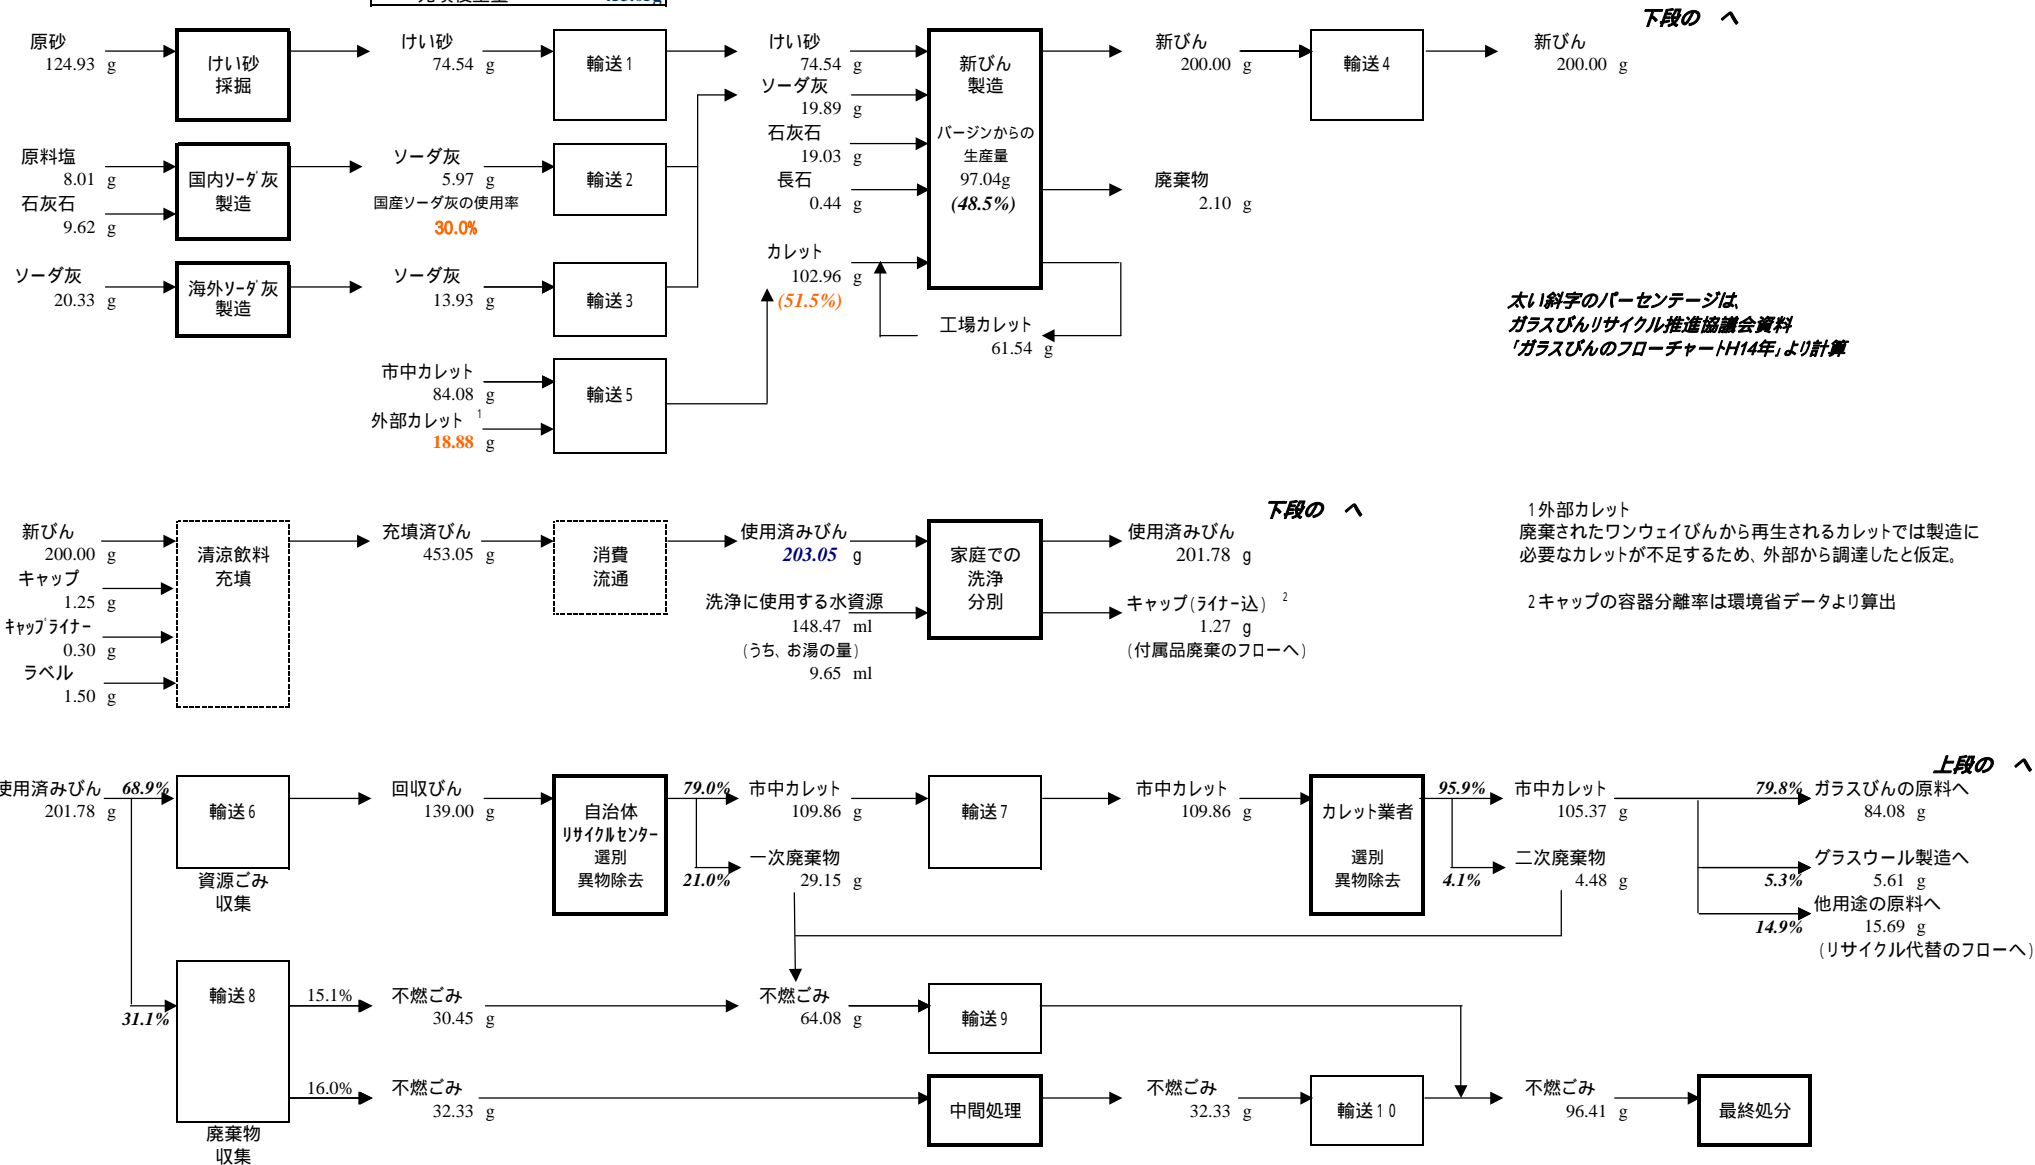 下段の へ
原砂
124.93 g
けい砂
採掘
けい砂
74.54 g
輸送1
けい砂
74.54 g
ソーダ灰
19.89 g
石灰石
19.03 g
長石
0.44 g
カレット
102.96 g
(51.5%)
新びん
製造
バージンからの
生産量
97.04g
(48.5%)
新びん
200.00 g
輸送4
新びん
200.00 g
原料塩
8.01 g
石灰石
9.62 g
国内ソーダ灰
製造
ソーダ灰
5.97 g
国産ソーダ灰の使用率
30.0%
輸送2
廃棄物
2.10 g
ソーダ灰
20.33 g
海外ソーダ灰
製造
ソーダ灰
13.93 g
輸送3
工場カレット
61.54 g
市中カレット
84.08 g
外部カレット 1
18.88 g
輸送5
太い斜字のパーセンテージは、
ガラスびんリサイクル推進協議会資料
「ガラスびんのフローチャートH14年」より計算
下段の へ
新びん
200.00 g
キャップ
1.25 g
キャップライナー
0.30 g
ラベル
1.50 g
清涼飲料
充填
充填済びん
453.05 g
消費
流通
使用済みびん
203.05 g
洗浄に使用する水資源
148.47 ml
(うち、お湯の量)
9.65 ml
家庭での
洗浄
分別
使用済みびん
201.78 g
キャップ(ライナー込) 2
1.27 g
(付属品廃棄のフローへ)
1外部カレット
廃棄されたワンウェイびんから再生されるカレットでは製造に
必要なカレットが不足するため、外部から調達したと仮定。
2キャップの容器分離率は環境省データより算出
上段の へ
使用済みびん 68.9%
201.78 g
輸送6
資源ごみ
収集
回収びん
139.00 g
自治体
リサイクルセンター
選別
異物除去
79.0%
市中カレット
109.86 g
21.0%
一次廃棄物
29.15 g
輸送7
市中カレット
109.86 g
カレット業者
選別
異物除去
95.9%
市中カレット
105.37 g
4.1%
二次廃棄物
4.48 g
79.8% ガラスびんの原料へ
84.08 g
グラスウール製造へ
5.3% 5.61 g
他用途の原料へ
14.9% 15.69 g
(リサイクル代替のフローへ)
31.1%
輸送8
廃棄物
収集
15.1%
不燃ごみ
30.45 g
不燃ごみ
64.08 g
輸送9
16.0%
不燃ごみ
32.33 g
中間処理
不燃ごみ
32.33 g
輸送10
不燃ごみ
96.41 g
最終処分